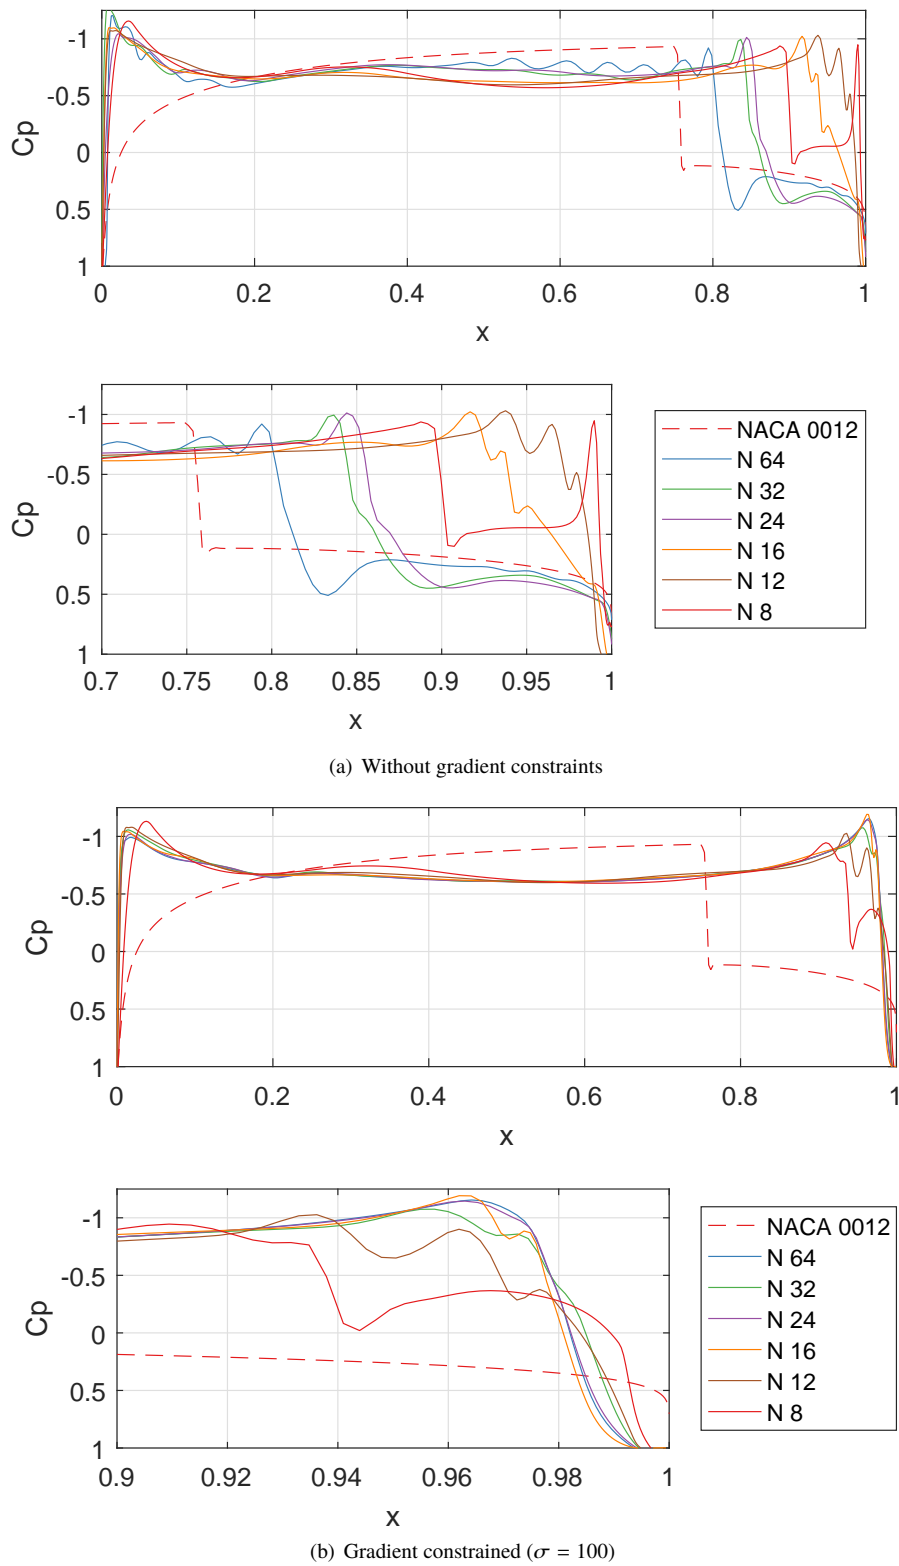 -1
-0.5
0
0.5
1
Cp
0 0.2 0.4 0.6 0.8 1
x
-1
-0.5
0
0.5
1
Cp
0.7 0.75 0.8 0.85 0.9 0.95 1
x
NACA 0012
N 64
N 32
N 24
N 16
N 12
N 8
(a) Without gradient constraints
-1
-0.5
0
0.5
1
Cp
0 0.2 0.4 0.6 0.8 1
x
-1
-0.5
0
0.5
1
Cp
0.9 0.92 0.94 0.96 0.98 1
x
NACA 0012
N 64
N 32
N 24
N 16
N 12
N 8
(b) Gradient constrained (σ = 100)